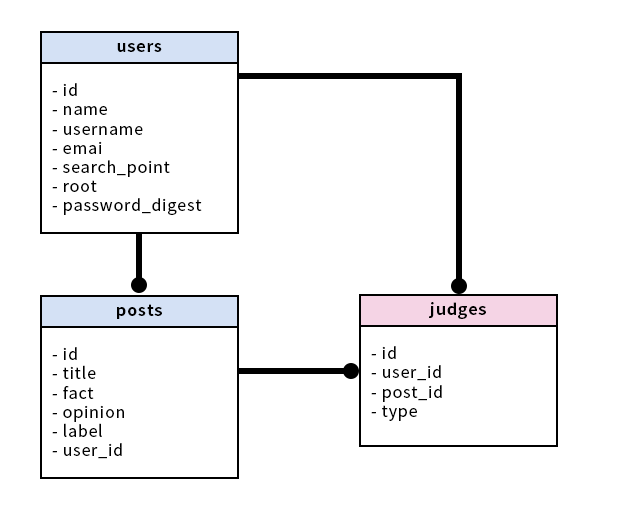 users
- id
- name
- username
- emai
- search_point
- root
- password_digest
posts
- id
- title
- fact
- opinion
- label
- user_id
judges
- id
- user_id
- post_id
- type